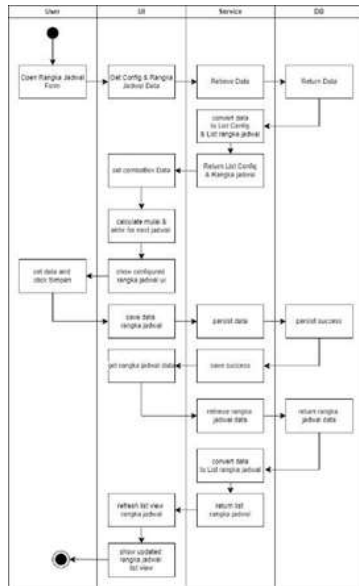 User
UI
Service
DB
Open Rangka Jadwal
Form
Get Config & Rangka
Jadwal Data
Retrieve Data
Return Data
convert data
to List Config
& List rangka jadwal
Return List Config
& Rangka jadwal
set combobox Data
calculate mulai &
akhir for next jadwal
show configured
rangka jadwal ui
set data and
click Simpan
save data
rangka jadwal
persist data
persist success
save success
get rangka jadwal data
retrieve rangka
jadwal data
return rangka
jadwal data
convert data
to List rangka jadwal
return list
rangka jadwal
refresh list view
rangka jadwal
show updated
rangka jadwal
list view